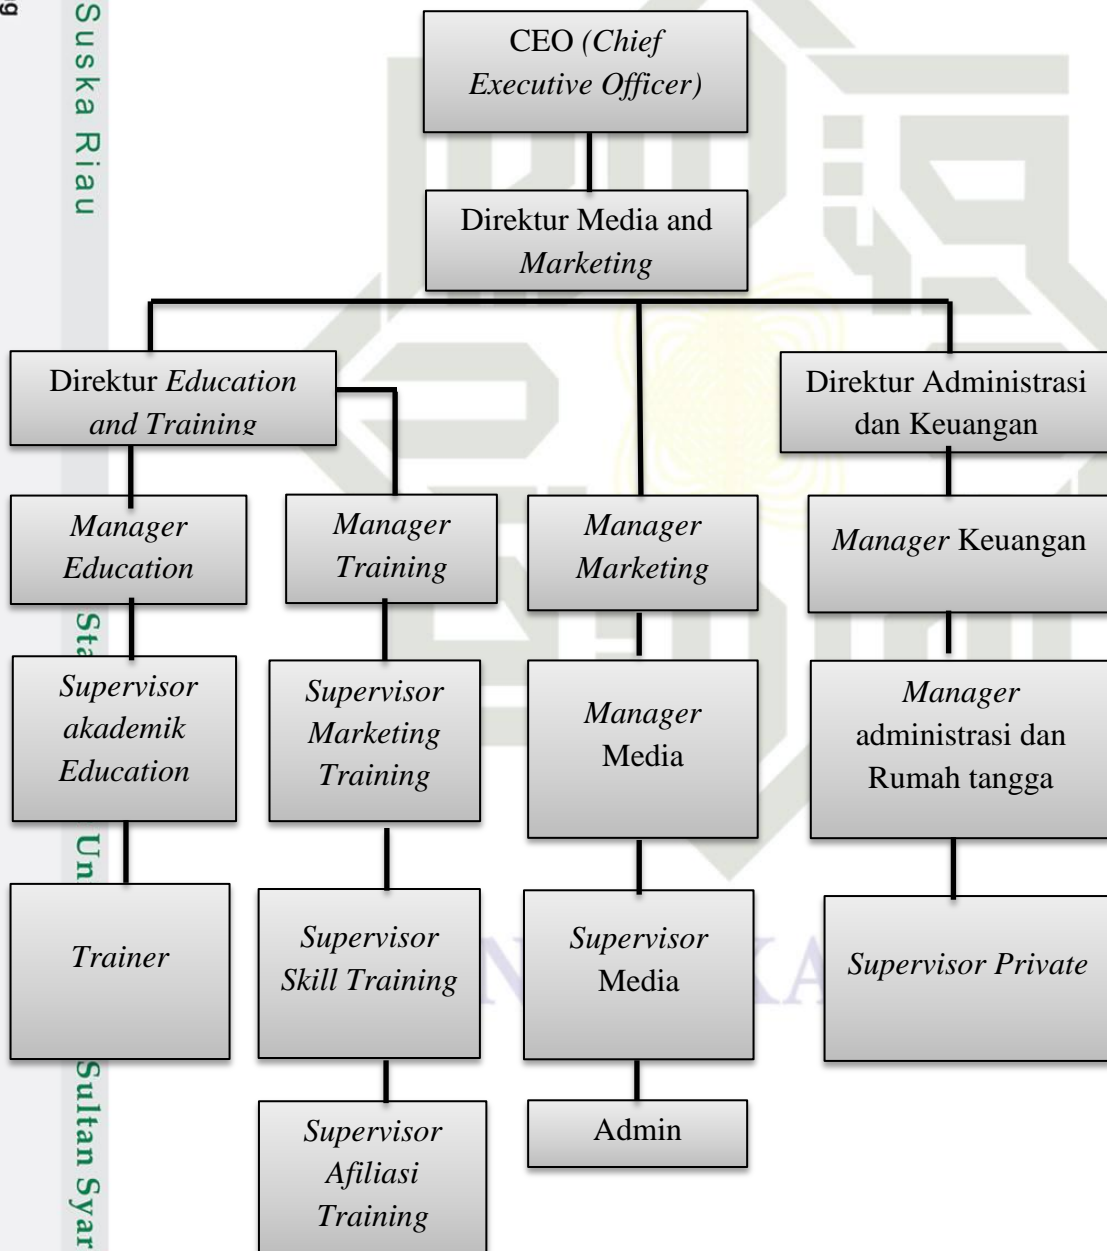 CEO (Chief
Executive Officer)
Direktur Media and
Marketing
Direktur Education
and Training
Direktur Administrasi
dan Keuangan
Manager
Education
Manager
Training
Manager
Marketing
Manager Keuangan
Supervisor
akademik
Education
Supervisor
Marketing
Training
Manager
Media
Manager
administrasi dan
Rumah tangga
Trainer
Supervisor
Skill Training
Supervisor
Media
Supervisor Private
Supervisor
Afiliasi
Training
Admin
Suska Riau
Sultan